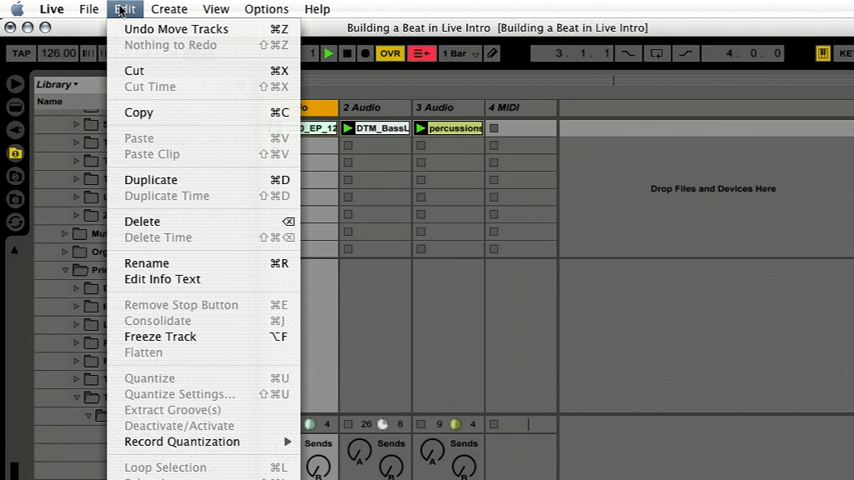 Live File Edit Create View Options Help
Building a Beat in Live Intro [Building a Beat in Live Intro]
TAP 126.00 1 OVR 1 Bar 3. 1. 1 4. 0. 0 KE
Library
Name
Undo Move Tracks ⌘Z
Nothing to Redo ⇧⌘Z
Cut ⌘X
Cut Time ⇧⌘X
Copy ⌘C
Paste ⌘V
Paste Clip ⇧⌘V
Duplicate ⌘D
Duplicate Time ⇧⌘D
Delete ⌫
Delete Time ⇧⌘⌫
Rename ⌘R
Edit Info Text
Remove Stop Button ⌘E
Consolidate ⌘J
Freeze Track ⌥F
Flatten
Quantize ⌘U
Quantize Settings... ⇧⌘U
Extract Groove(s)
Deactivate/Activate
Record Quantization
Loop Selection ⌘L
2 Audio 3 Audio 4 MIDI
0_EP_12 DTM_BassL percussions
Drop Files and Devices Here
4 26 8 9 4
Sends Sends Sends
B A B A B